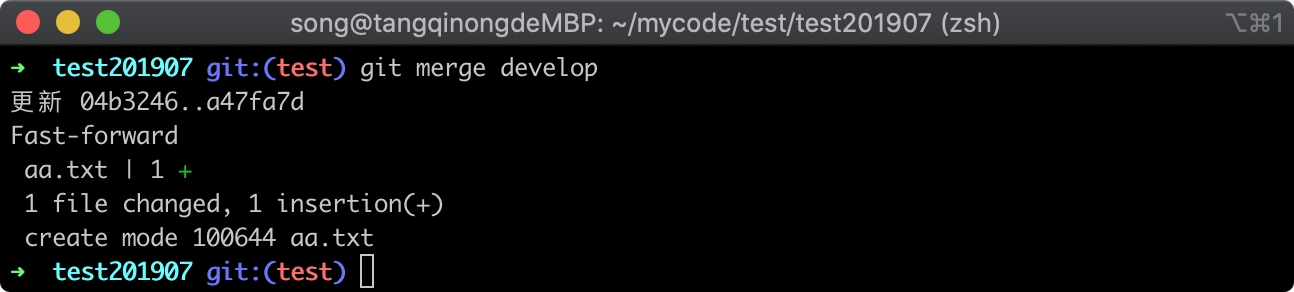 song@tangqinongdeMBP: ~/mycode/test/test201907 (zsh) ⌥⌘1
➜ test201907 git:(test) git merge develop
更新 04b3246..a47fa7d
Fast-forward
aa.txt | 1 +
1 file changed, 1 insertion(+)
create mode 100644 aa.txt
➜ test201907 git:(test)